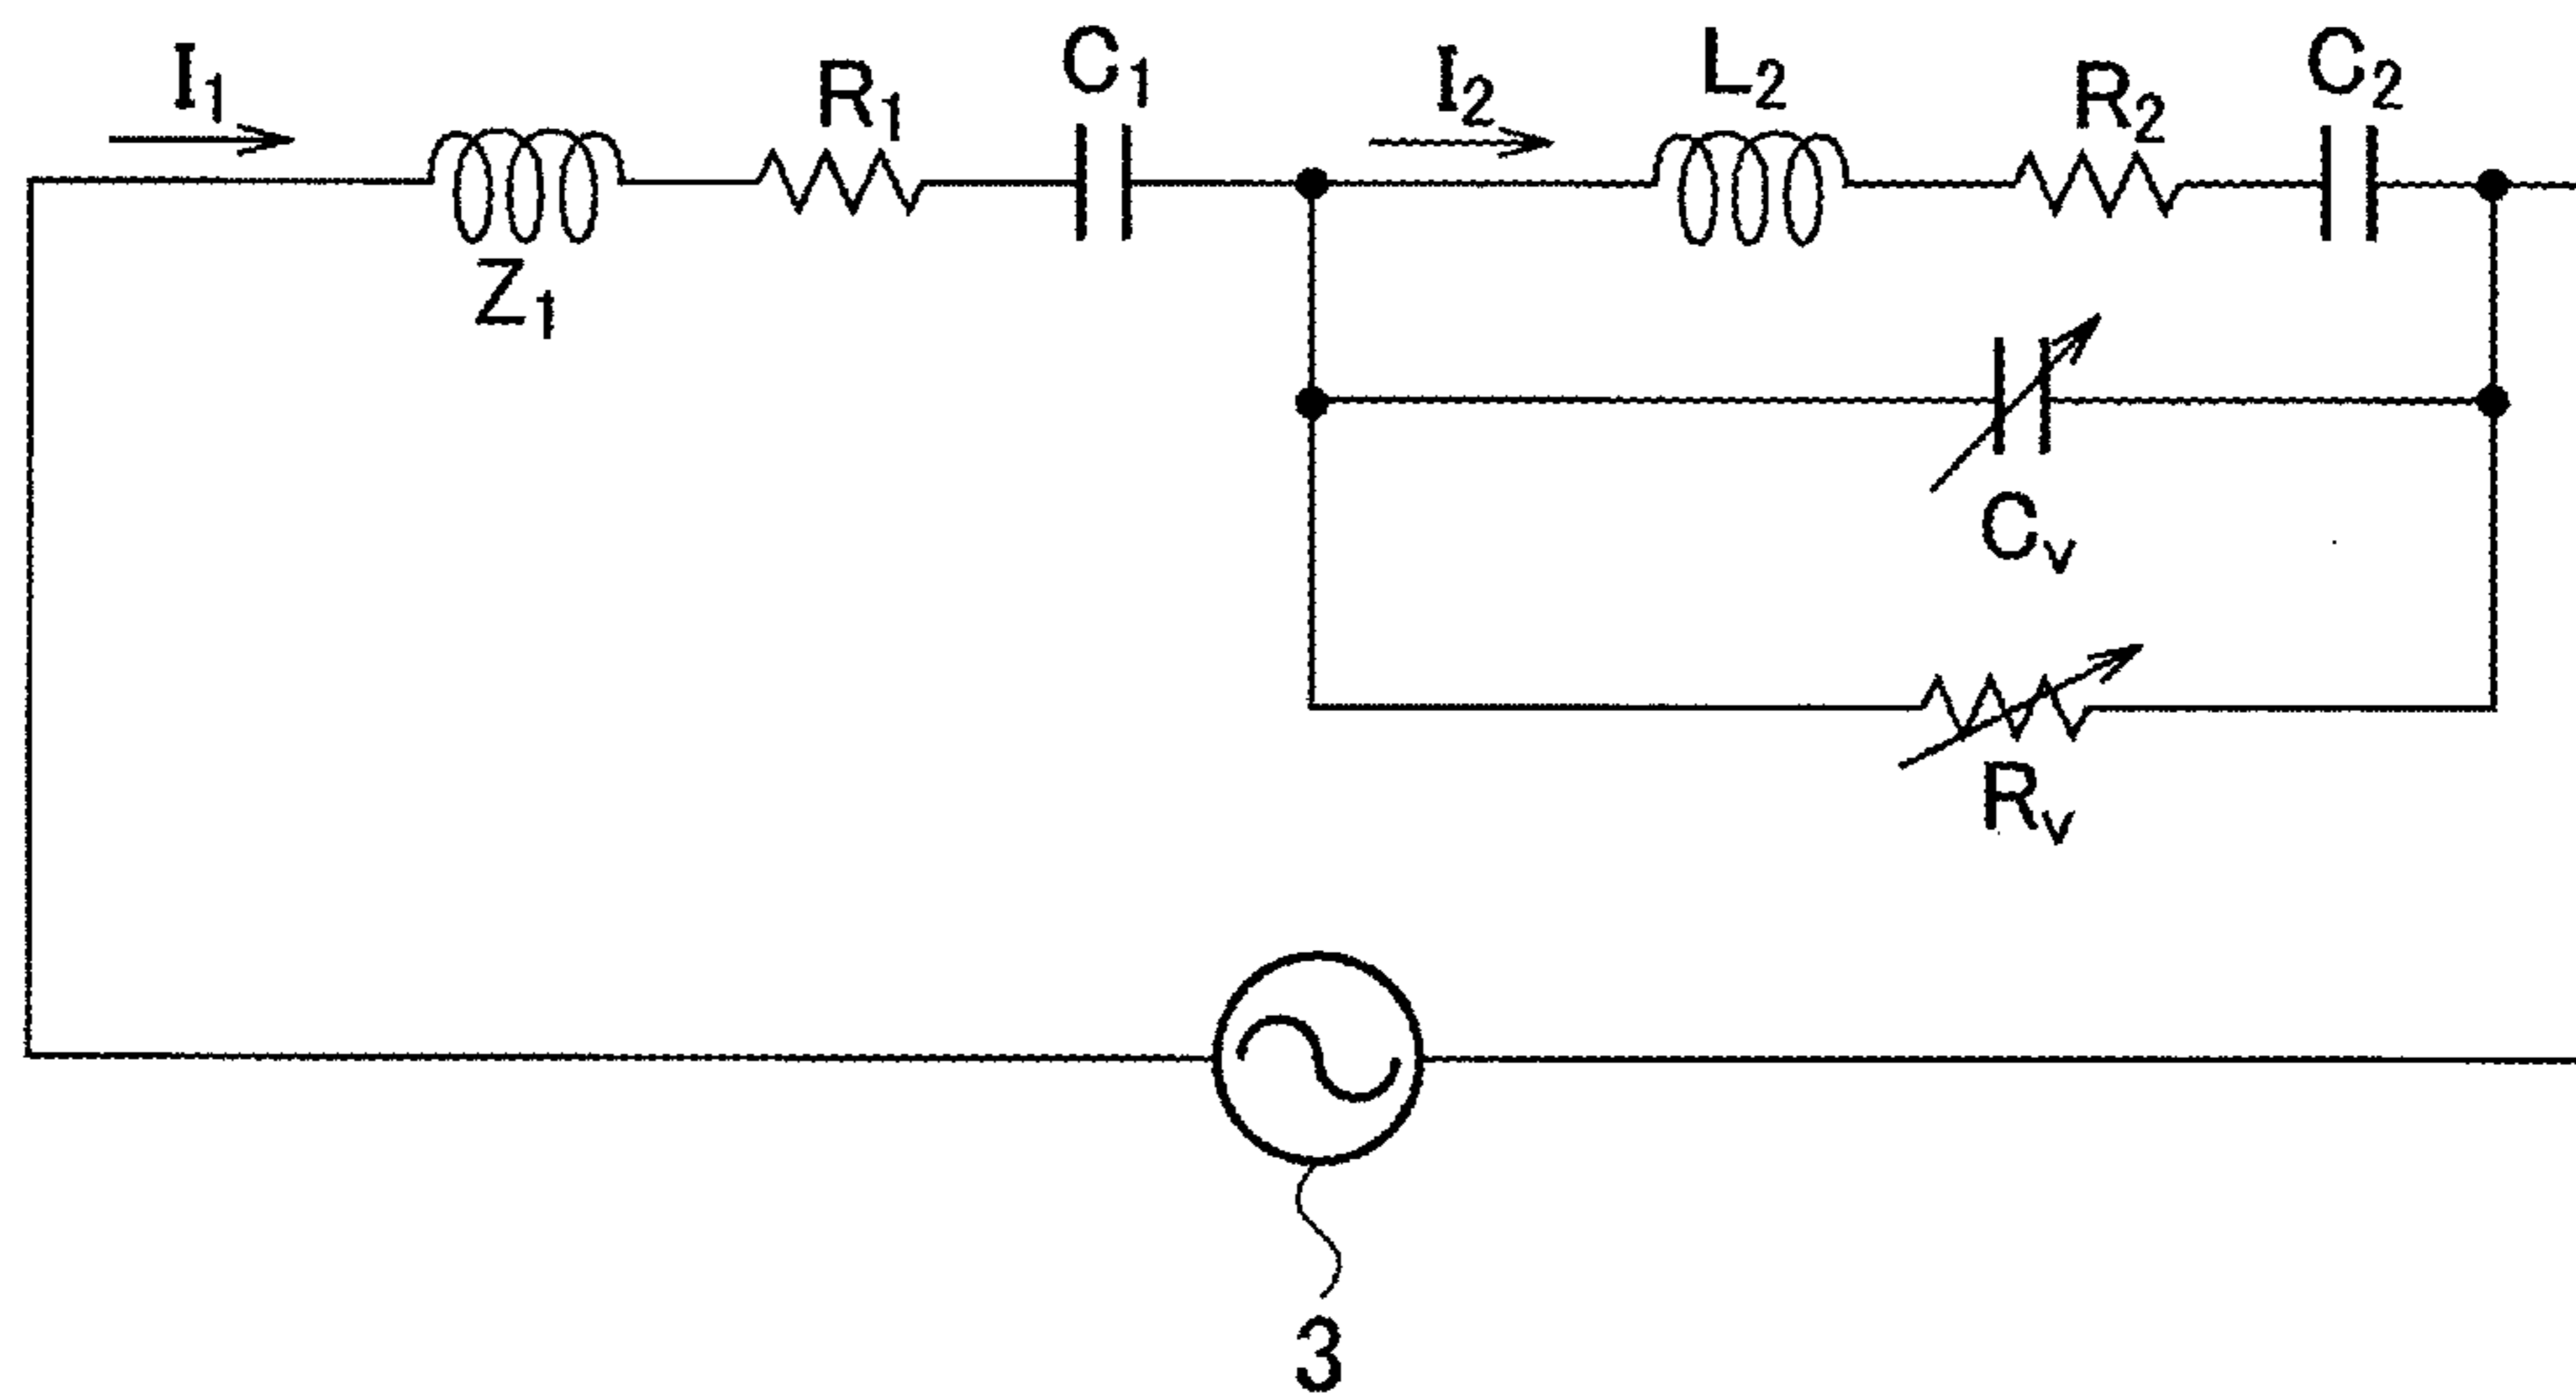 I₁
R₁
C₁
I₂
L₂
R₂
C₂
Z₁
Cᵥ
Rᵥ
3